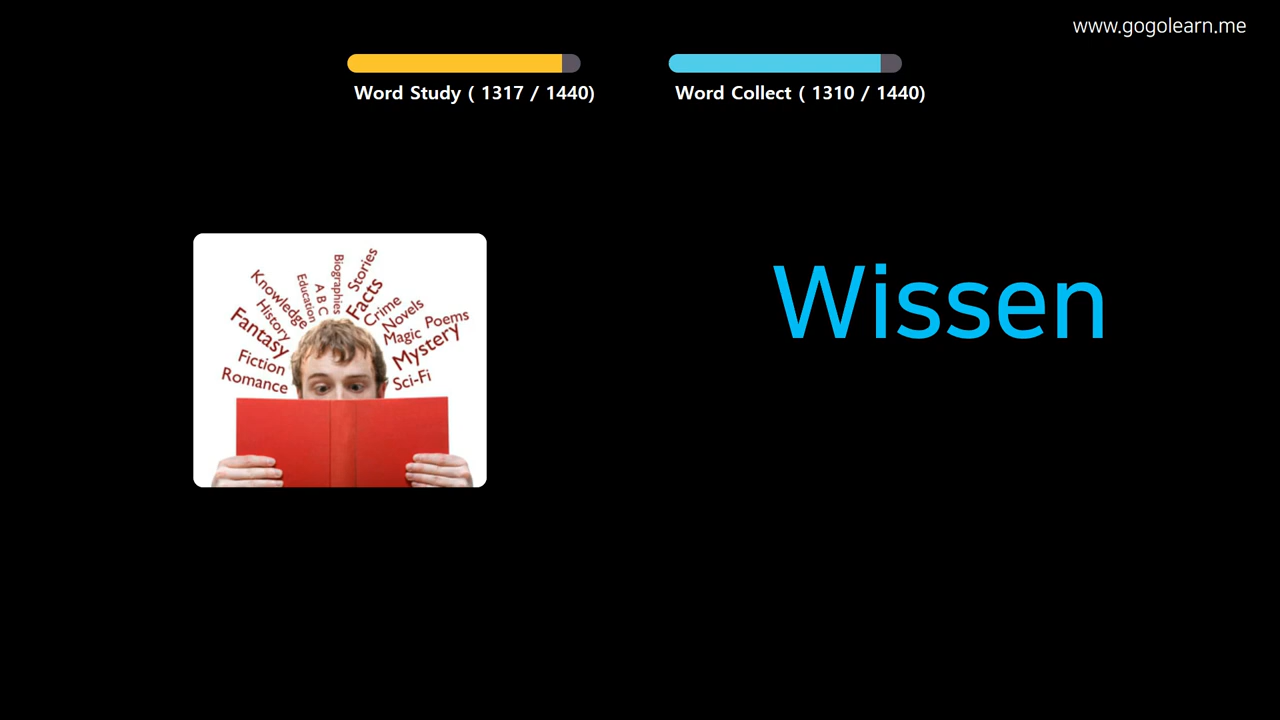 www.gogolearn.me
Word Study ( 1317 / 1440)
Word Collect ( 1310 / 1440)
Wissen
Stories
Biographies
Facts
A B C
Education
Knowledge
Crime
History
Novels
Fantasy
Poems
Magic
Mystery
Fiction
Romance
Sci-Fi